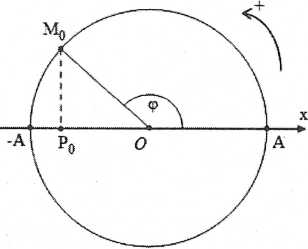 +
M₀
φ
x
-A P₀ O A